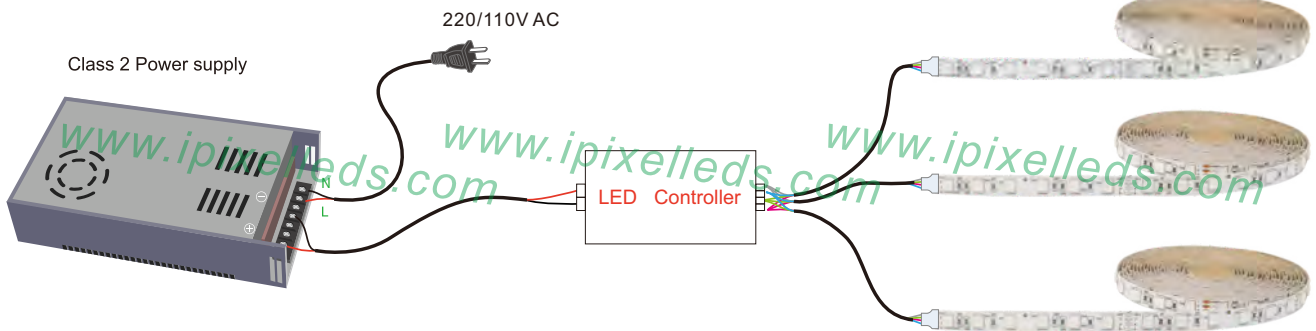 220/110V AC
Class 2 Power supply
www.ipixelleds.com
www.ipixelleds.com
www.ipixelleds.com
N
L
⊖
⊕
LED Controller